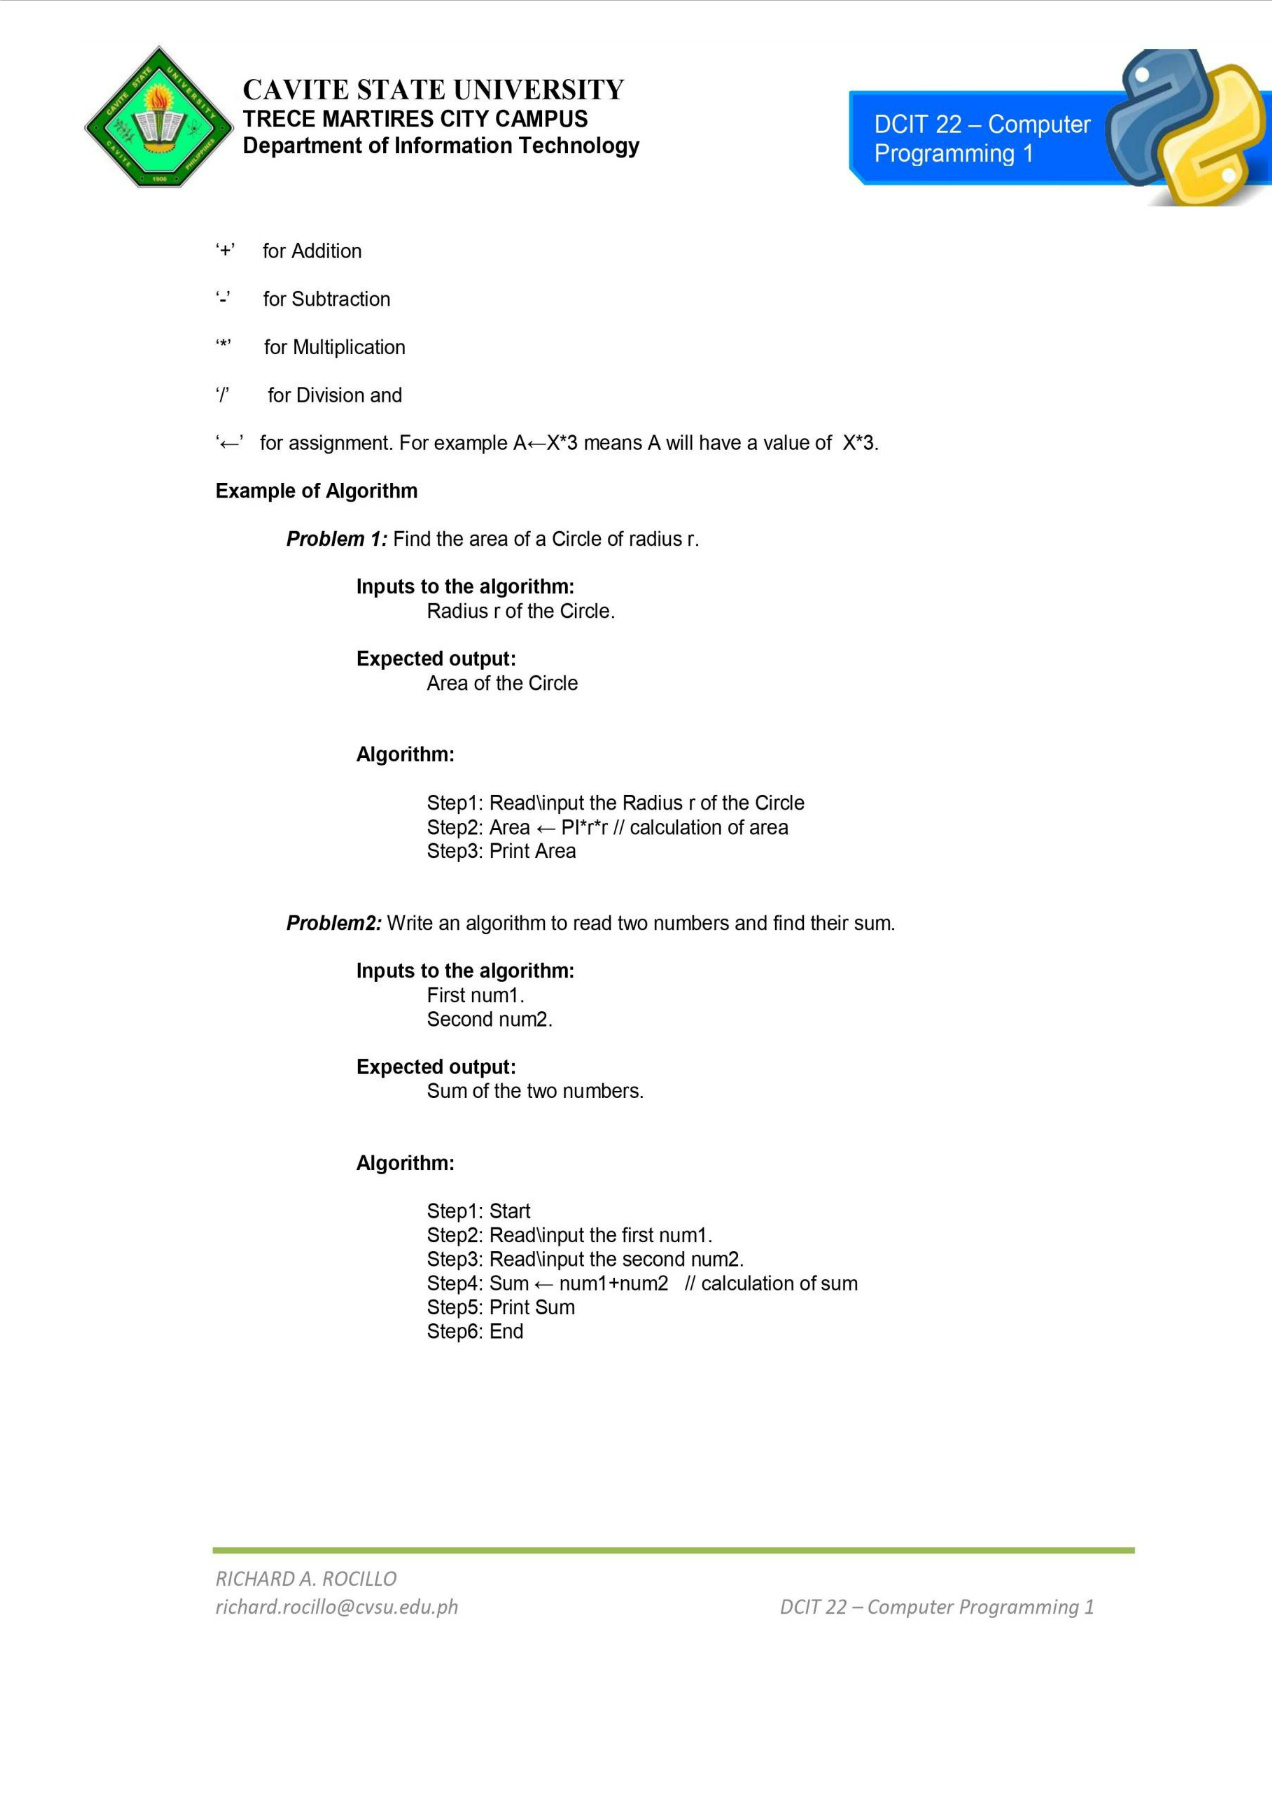 CAVITE STATE UNIVERSITY
TRECE MARTIRES CITY CAMPUS
Department of Information Technology
CAVITE STATE UNIVERSITY
CAVITE PHILIPPINES
1906
DCIT 22 – Computer
Programming 1
‘+’ for Addition
‘-’ for Subtraction
‘*’ for Multiplication
‘/’ for Division and
‘←’ for assignment. For example A←X*3 means A will have a value of X*3.
Example of Algorithm
Problem 1: Find the area of a Circle of radius r.
Inputs to the algorithm:
Radius r of the Circle.
Expected output:
Area of the Circle
Algorithm:
Step1: Read\input the Radius r of the Circle
Step2: Area ← PI*r*r // calculation of area
Step3: Print Area
Problem2: Write an algorithm to read two numbers and find their sum.
Inputs to the algorithm:
First num1.
Second num2.
Expected output:
Sum of the two numbers.
Algorithm:
Step1: Start
Step2: Read\input the first num1.
Step3: Read\input the second num2.
Step4: Sum ← num1+num2 // calculation of sum
Step5: Print Sum
Step6: End
RICHARD A. ROCILLO
richard.rocillo@cvsu.edu.ph
DCIT 22 – Computer Programming 1